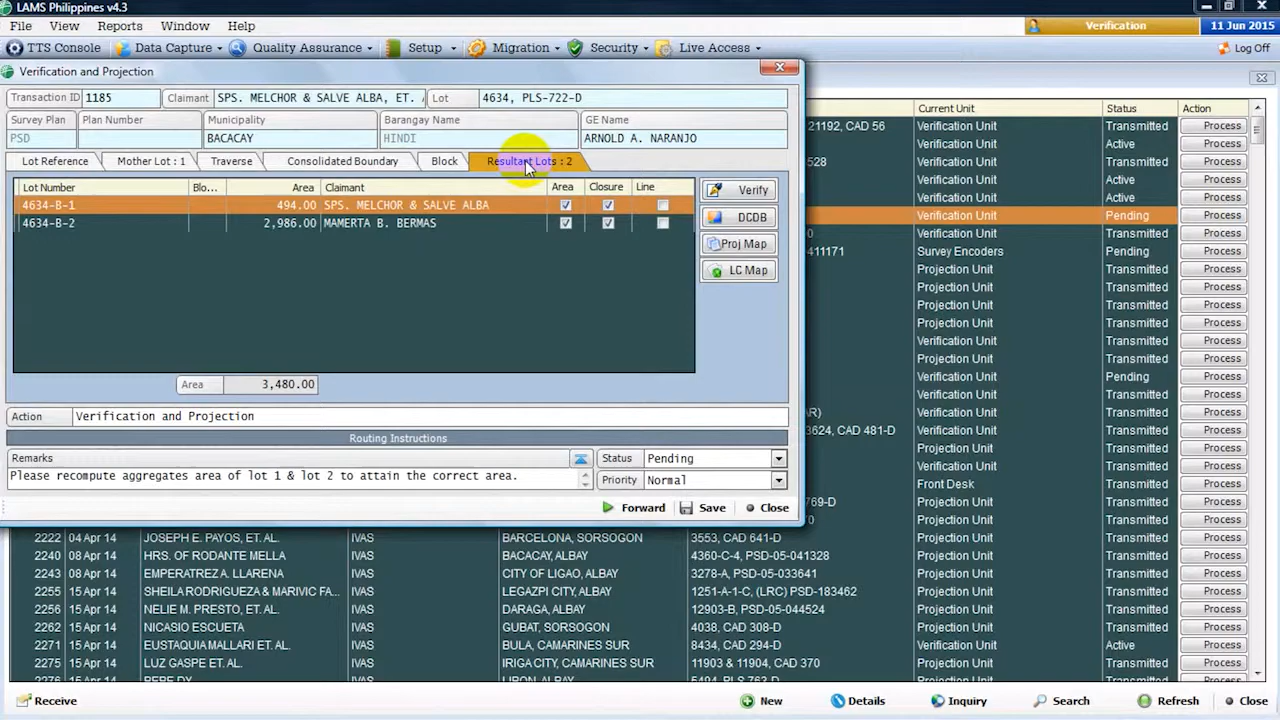 LAMS Philippines v4.3
File View Reports Window Help
Verification 11 Jun 2015
TTS Console Data Capture Quality Assurance Setup Migration Security Live Access Log Off
Verification and Projection
Transaction ID 1185 Claimant SPS. MELCHOR & SALVE ALBA, ET. Lot 4634, PLS-722-D
Survey Plan Plan Number Municipality Barangay Name GE Name
PSD BACACAY HINDI ARNOLD A. NARANJO
Lot Reference Mother Lot : 1 Traverse Consolidated Boundary Block Resultant Lots : 2
Lot Number Blo... Area Claimant Area Closure Line
4634-B-1 494.00 SPS. MELCHOR & SALVE ALBA
4634-B-2 2,986.00 MAMERTA B. BERMAS
Verify
DCDB
Proj Map
LC Map
Area 3,480.00
Action Verification and Projection
Routing Instructions
Remarks Status Pending
Please recompute aggregates area of lot 1 & lot 2 to attain the correct area.
Priority Normal
Forward Save Close
Current Unit Status Action
21192, CAD 56 Verification Unit Transmitted Process
Verification Unit Active Process
528 Verification Unit Transmitted Process
Verification Unit Active Process
Verification Unit Active Process
Verification Unit Pending Process
0 Verification Unit Transmitted Process
411171 Survey Encoders Pending Process
Projection Unit Transmitted Process
Projection Unit Transmitted Process
Projection Unit Transmitted Process
Projection Unit Transmitted Process
Verification Unit Transmitted Process
Projection Unit Transmitted Process
Verification Unit Pending Process
Verification Unit Transmitted Process
AR) Verification Unit Transmitted Process
3624, CAD 481-D Verification Unit Transmitted Process
Projection Unit Transmitted Process
Verification Unit Transmitted Process
Front Desk Transmitted Process
769-D Projection Unit Transmitted Process
0 Projection Unit Transmitted Process
2222 04 Apr 14 JOSEPH E. PAYOS, ET.AL. IVAS BARCELONA, SORSOGON 3553, CAD 641-D Projection Unit Transmitted Process
2240 08 Apr 14 HRS. OF RODANTE MELLA IVAS BACACAY, ALBAY 4360-C-4, PSD-05-041328 Projection Unit Transmitted Process
2243 08 Apr 14 EMPERATREZ A. LLARENA IVAS CITY OF LIGAO, ALBAY 3278-A, PSD-05-033641 Projection Unit Transmitted Process
2255 15 Apr 14 SHEILA RODRIGUEZ & MARIVIC FA... IVAS LEGAZPI CITY, ALBAY 1251-A-1-C, (LRC) PSD-183462 Projection Unit Transmitted Process
2256 15 Apr 14 NELIE M. PRESTO, ET.AL. IVAS DARAGA, ALBAY 12903-B, PSD-05-044524 Projection Unit Transmitted Process
2262 15 Apr 14 NICASIO ESCUETA IVAS GUBAT, SORSOGON 4038, CAD 308-D Projection Unit Transmitted Process
2271 15 Apr 14 EUSTAQUIA MALLARI ET. AL. IVAS BUHI, CAMARINES SUR 8434, CAD 294-D Verification Unit Active Process
2275 15 Apr 14 LUZ GASPE ET. AL. IVAS IRIGA CITY, CAMARINES SUR 11903 & 11904, CAD 370 Projection Unit Transmitted Process
Projection Unit Transmitted Process
Receive New Details Inquiry Search Refresh Close